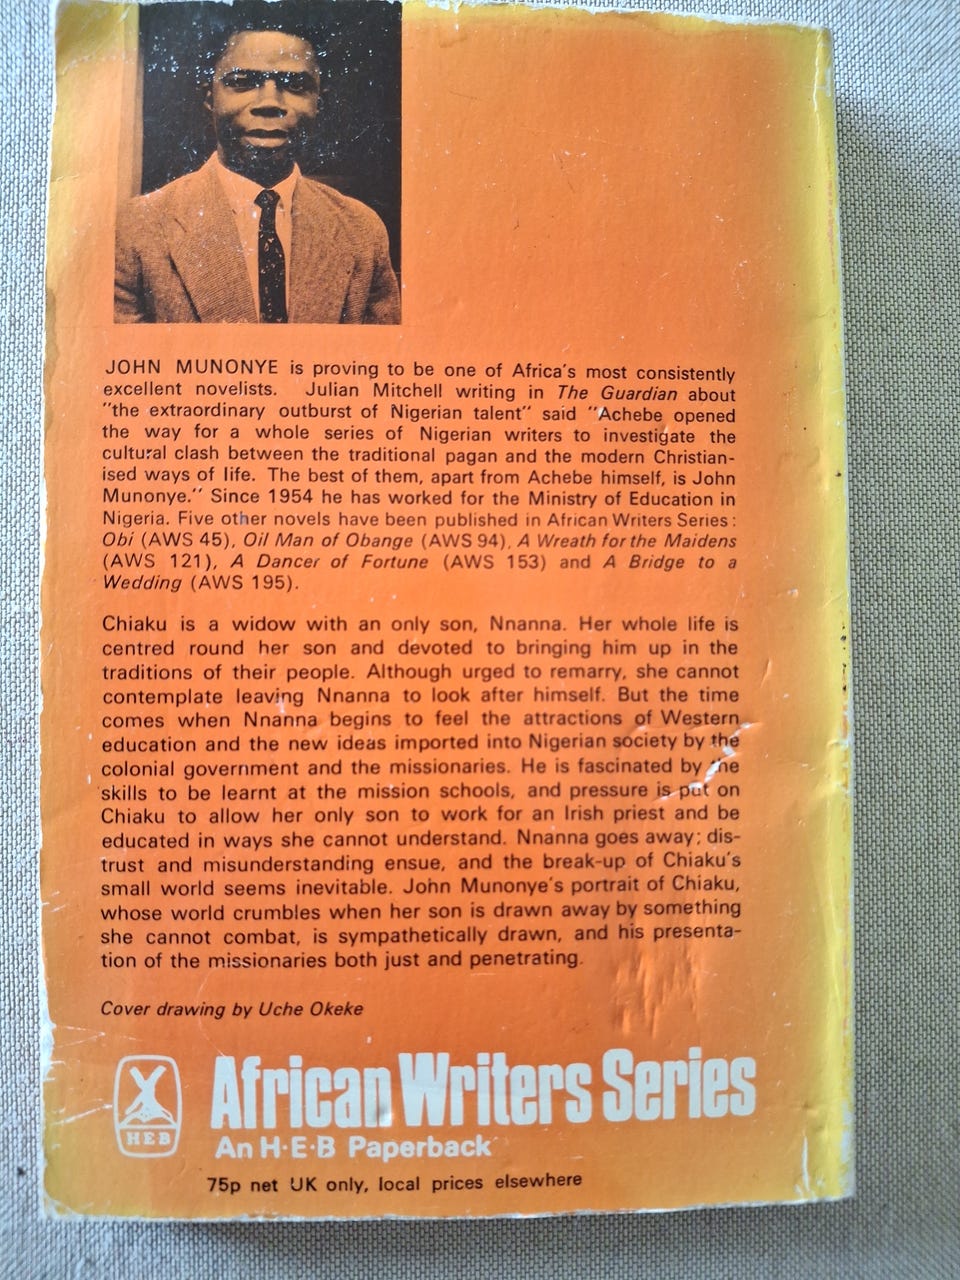 JOHN MUNONYE is proving to be one of Africa's most consistently
excellent novelists. Julian Mitchell writing in The Guardian about
"the extraordinary outburst of Nigerian talent" said "Achebe opened
the way for a whole series of Nigerian writers to investigate the
cultural clash between the traditional pagan and the modern Christian-
ised ways of life. The best of them, apart from Achebe himself, is John
Munonye." Since 1954 he has worked for the Ministry of Education in
Nigeria. Five other novels have been published in African Writers Series:
Obi (AWS 45), Oil Man of Obange (AWS 94), A Wreath for the Maidens
(AWS 121), A Dancer of Fortune (AWS 153) and A Bridge to a
Wedding (AWS 195).
Chiaku is a widow with an only son, Nnanna. Her whole life is
centred round her son and devoted to bringing him up in the
traditions of their people. Although urged to remarry, she cannot
contemplate leaving Nnanna to look after himself. But the time
comes when Nnanna begins to feel the attractions of Western
education and the new ideas imported into Nigerian society by the
colonial government and the missionaries. He is fascinated by the
skills to be learnt at the mission schools, and pressure is put on
Chiaku to allow her only son to work for an Irish priest and be
educated in ways she cannot understand. Nnanna goes away; dis-
trust and misunderstanding ensue, and the break-up of Chiaku's
small world seems inevitable. John Munonye's portrait of Chiaku,
whose world crumbles when her son is drawn away by something
she cannot combat, is sympathetically drawn, and his presenta-
tion of the missionaries both just and penetrating.
Cover drawing by Uche Okeke
HEB
African Writers Series
An H·E·B Paperback
75p net UK only, local prices elsewhere